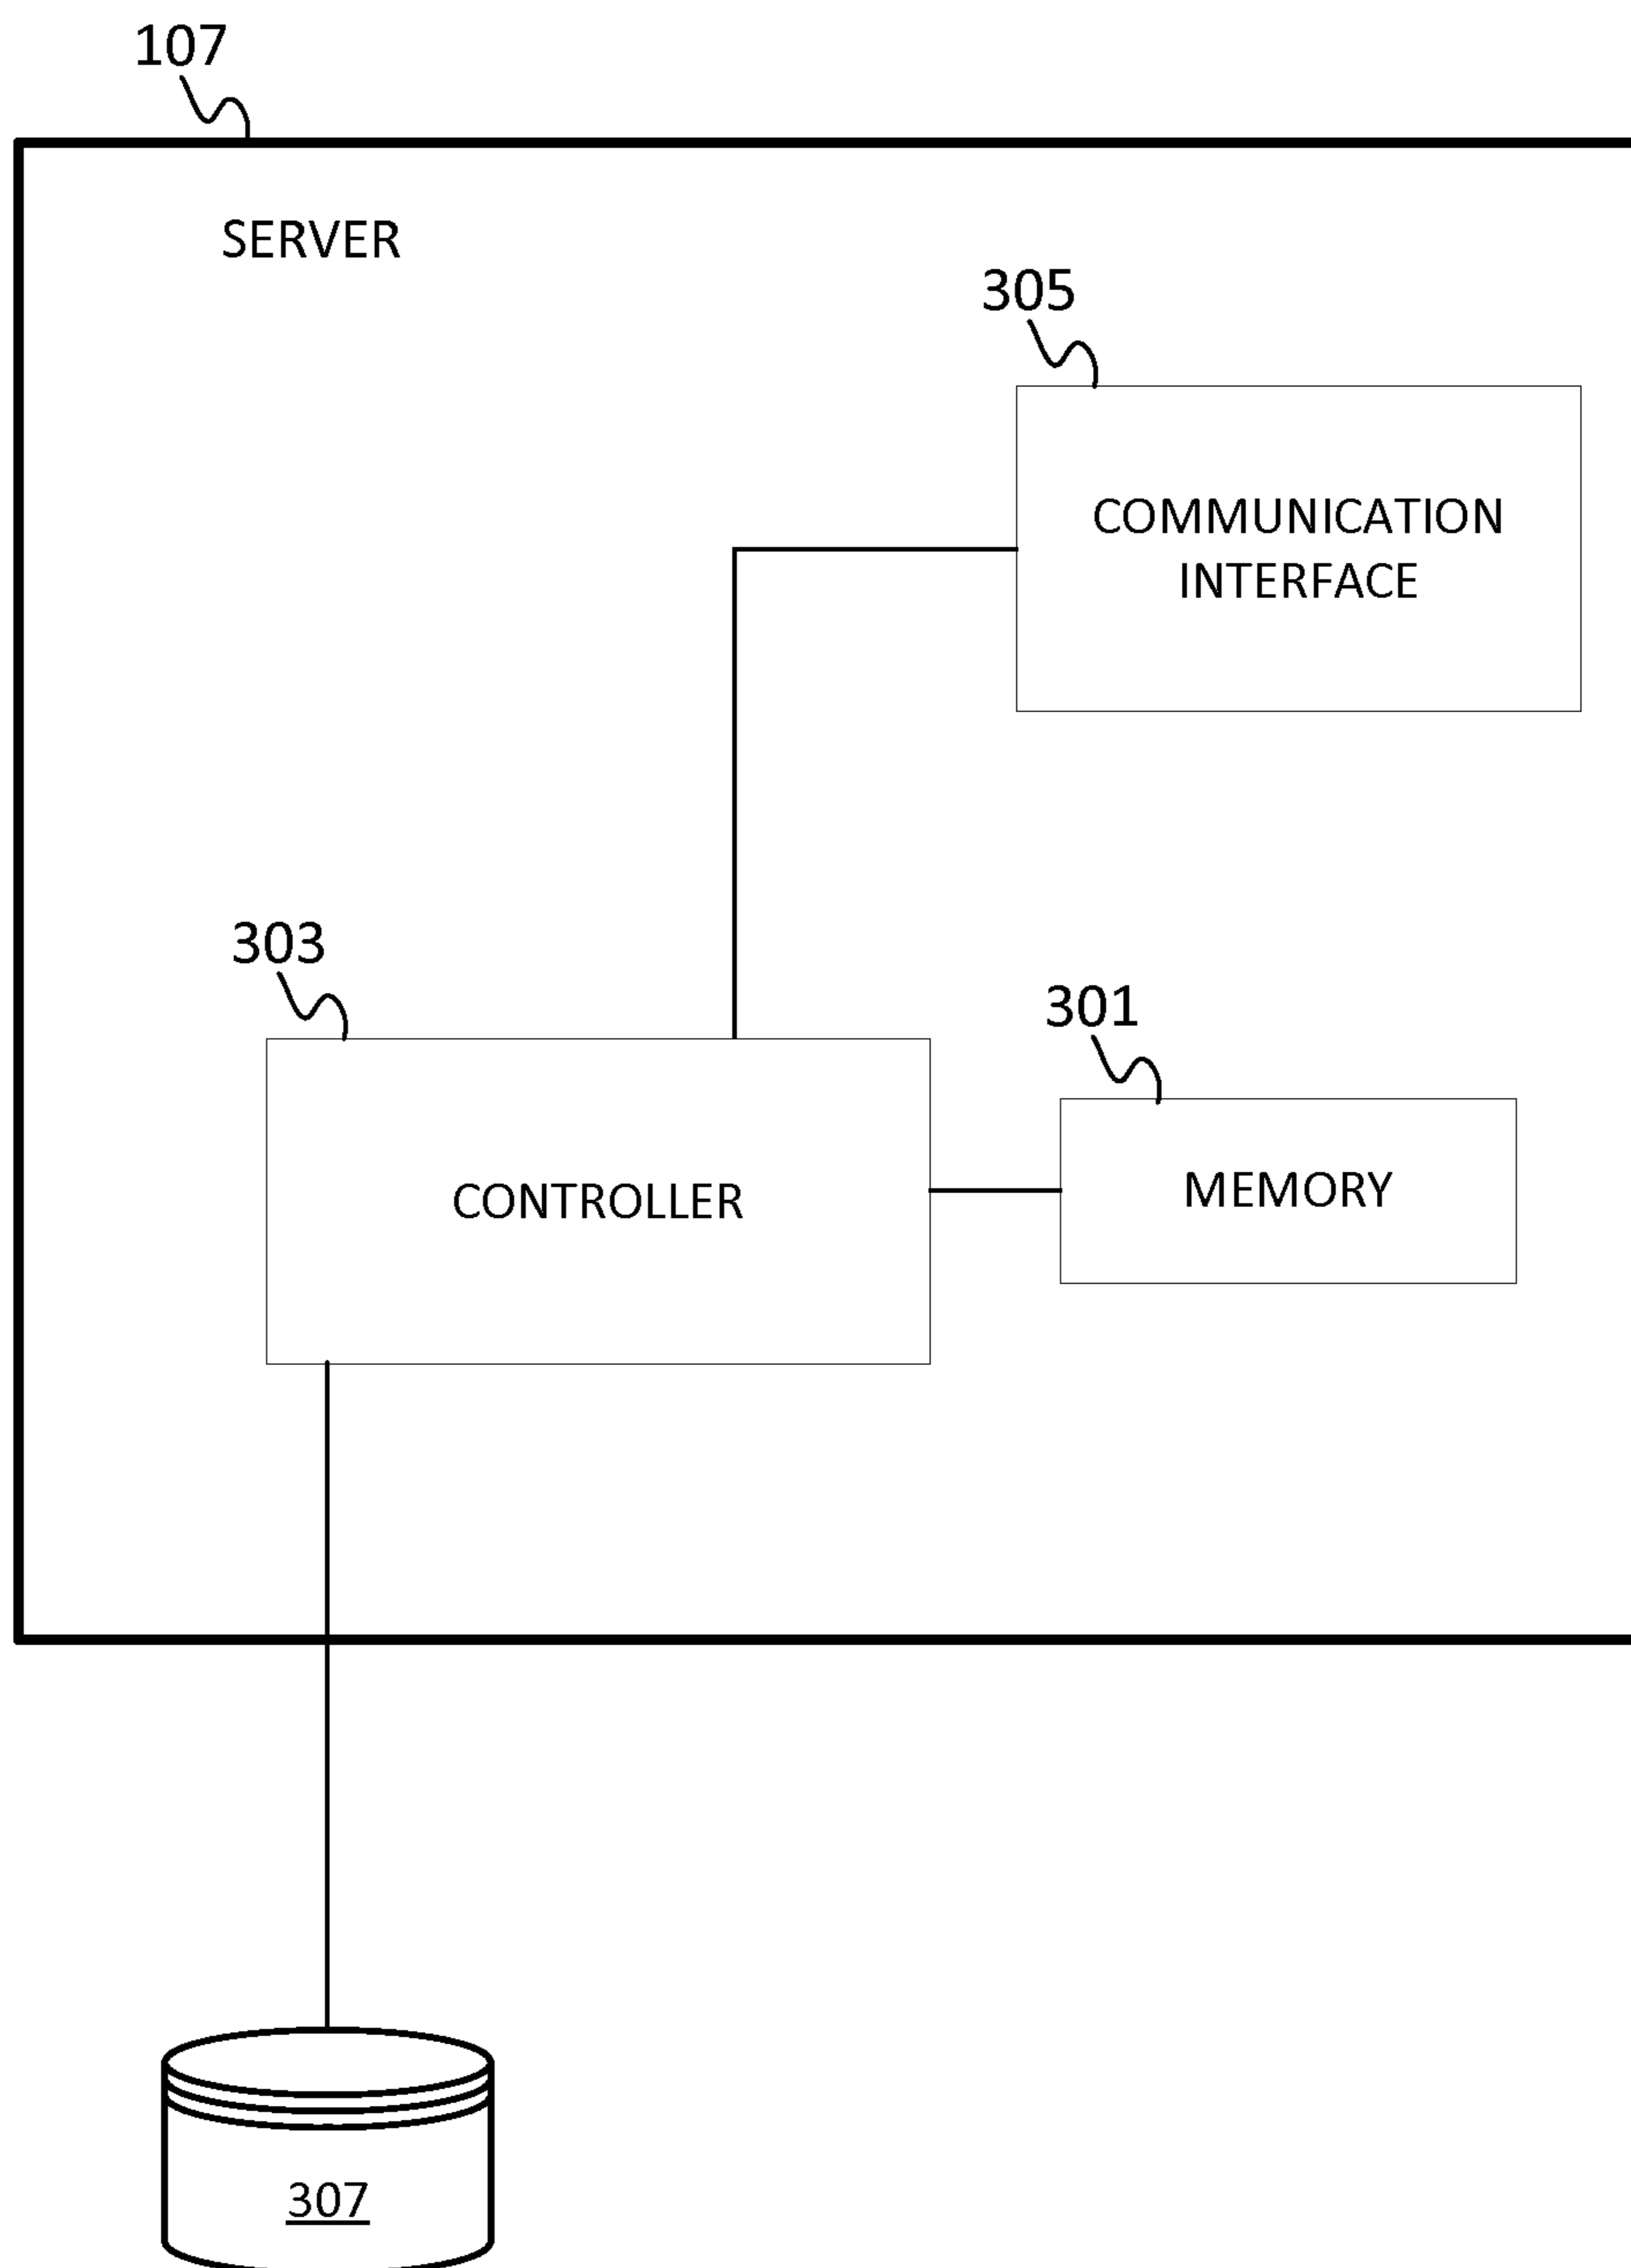 107
SERVER
305
COMMUNICATION
INTERFACE
303
301
CONTROLLER
MEMORY
307